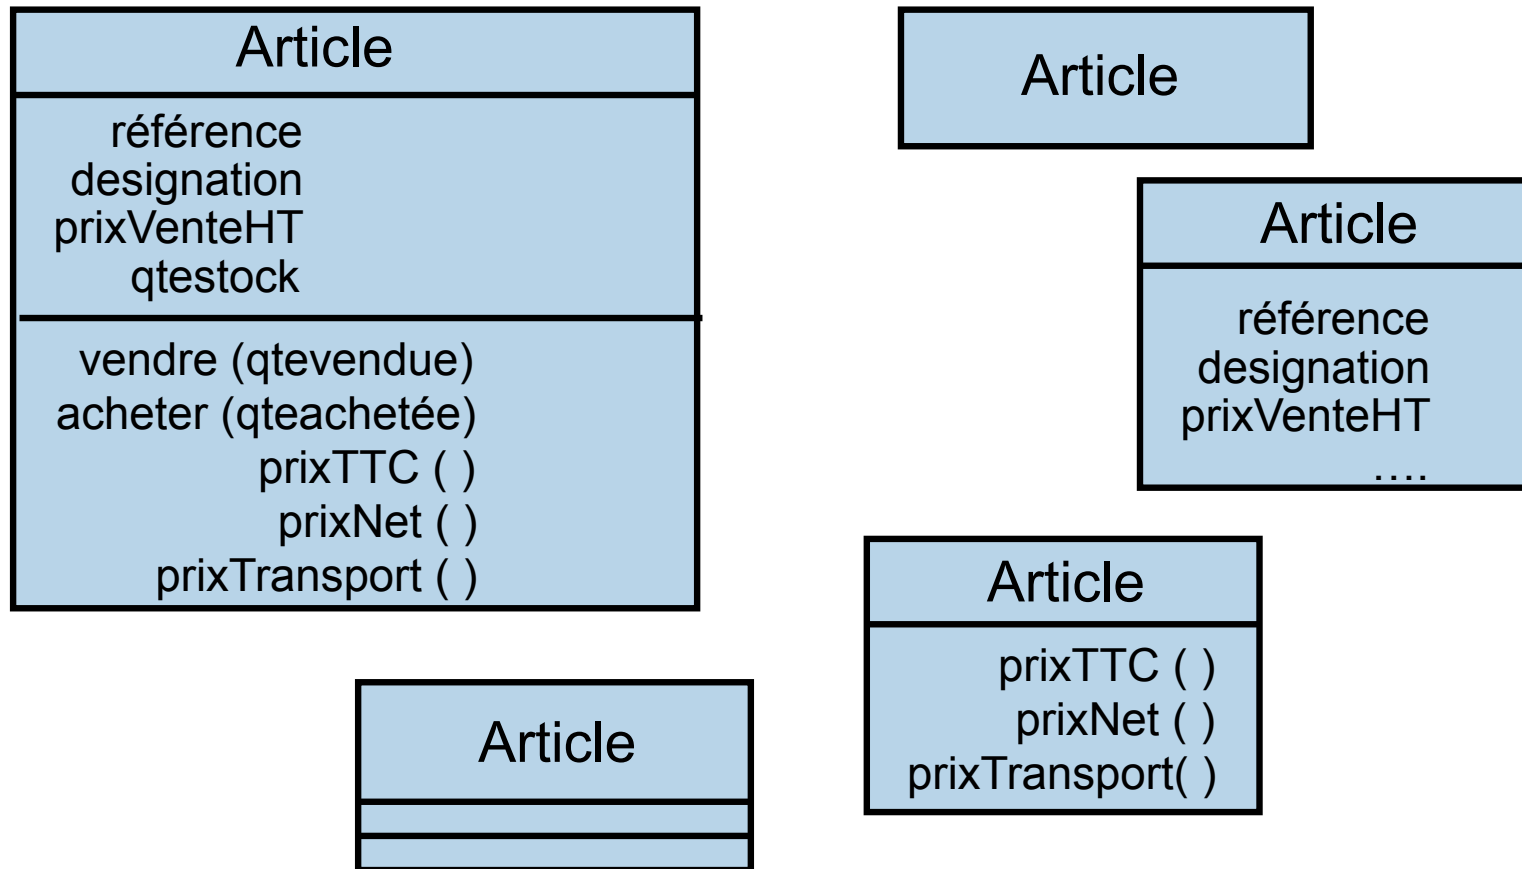 Article
référence
designation
prixVenteHT
qtestock
vendre (qtevendue)
acheter (qteachetée)
prixTTC ( )
prixNet ( )
prixTransport ( )
Article
Article
référence
designation
prixVenteHT
....
Article
prixTTC ( )
prixNet ( )
prixTransport( )
Article